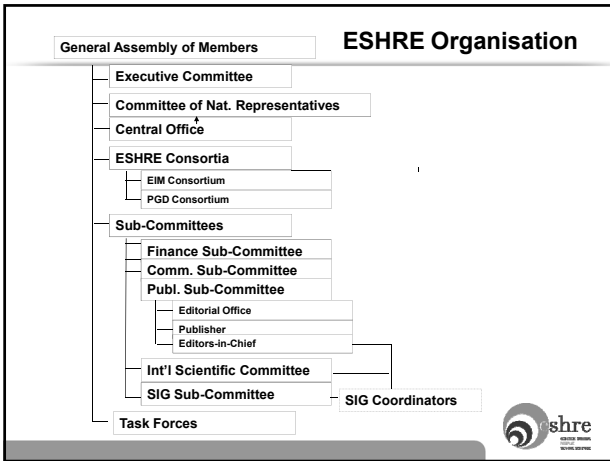 ESHRE Organisation
General Assembly of Members
Executive Committee
Committee of Nat. Representatives
Central Office
ESHRE Consortia
EIM Consortium
PGD Consortium
Sub-Committees
Finance Sub-Committee
Comm. Sub-Committee
Publ. Sub-Committee
Editorial Office
Publisher
Editors-in-Chief
Int'l Scientific Committee
SIG Sub-Committee
SIG Coordinators
Task Forces
eshre